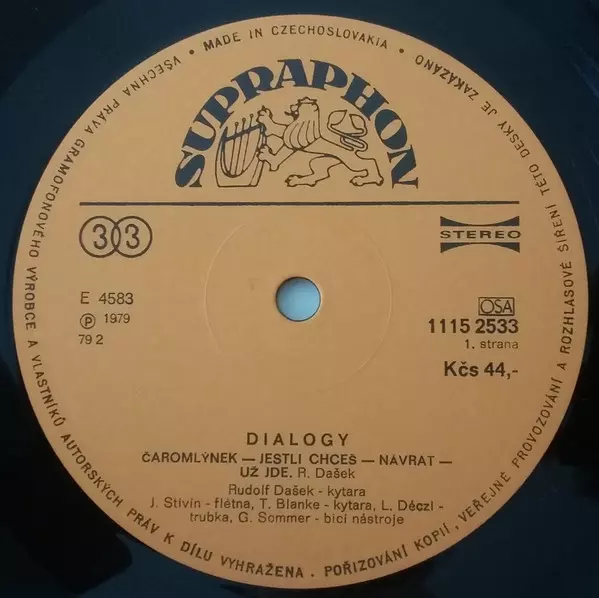 VŠECHNA PRÁVA GRAMOFONOVÉHO VÝROBCE A VLASTNÍKŮ AUTORSKÝCH PRÁV K DÍLU VYHRAŽENA • POŘIZOVÁNÍ KOPIÍ, VEŘEJNÉ PROVOZOVÁNÍ A ROZHLASOVÉ ŠÍŘENÍ TÉTO DESKY JE ZAKÁZÁNO •
MADE IN CZECHOSLOVAKIA •
SUPRAPHON
33
STEREO
E 4583
℗ 1979
79 2
OSA
1115 2533
1. strana
Kčs 44,-
DIALOGY
ČAROMLÝNEK — JESTLI CHCEŠ — NÁVRAT —
UŽ JDE. R. Dašek
Rudolf Dašek - kytara
J. Stivín - flétna, T. Blanke - kytara, L. Déczi -
trubka, G. Sommer - bicí nástroje